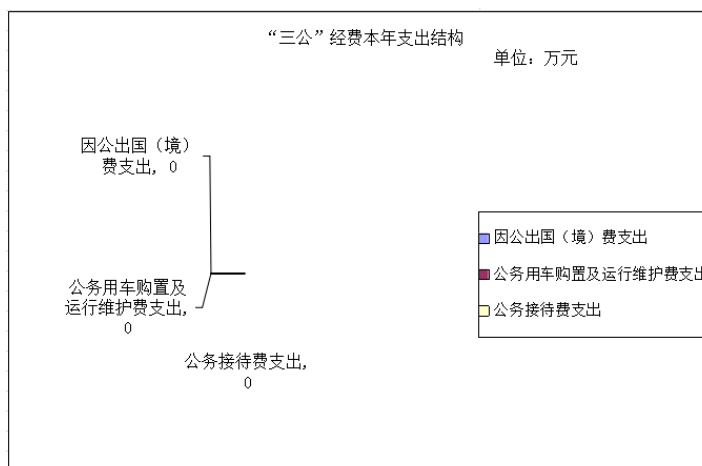 “三公”经费本年支出结构
单位：万元
因公出国（境）
费支出, 0
公务用车购置及
运行维护费支出,
0
公务接待费支出,
0
因公出国（境）费支出
公务用车购置及运行维护费支出
公务接待费支出